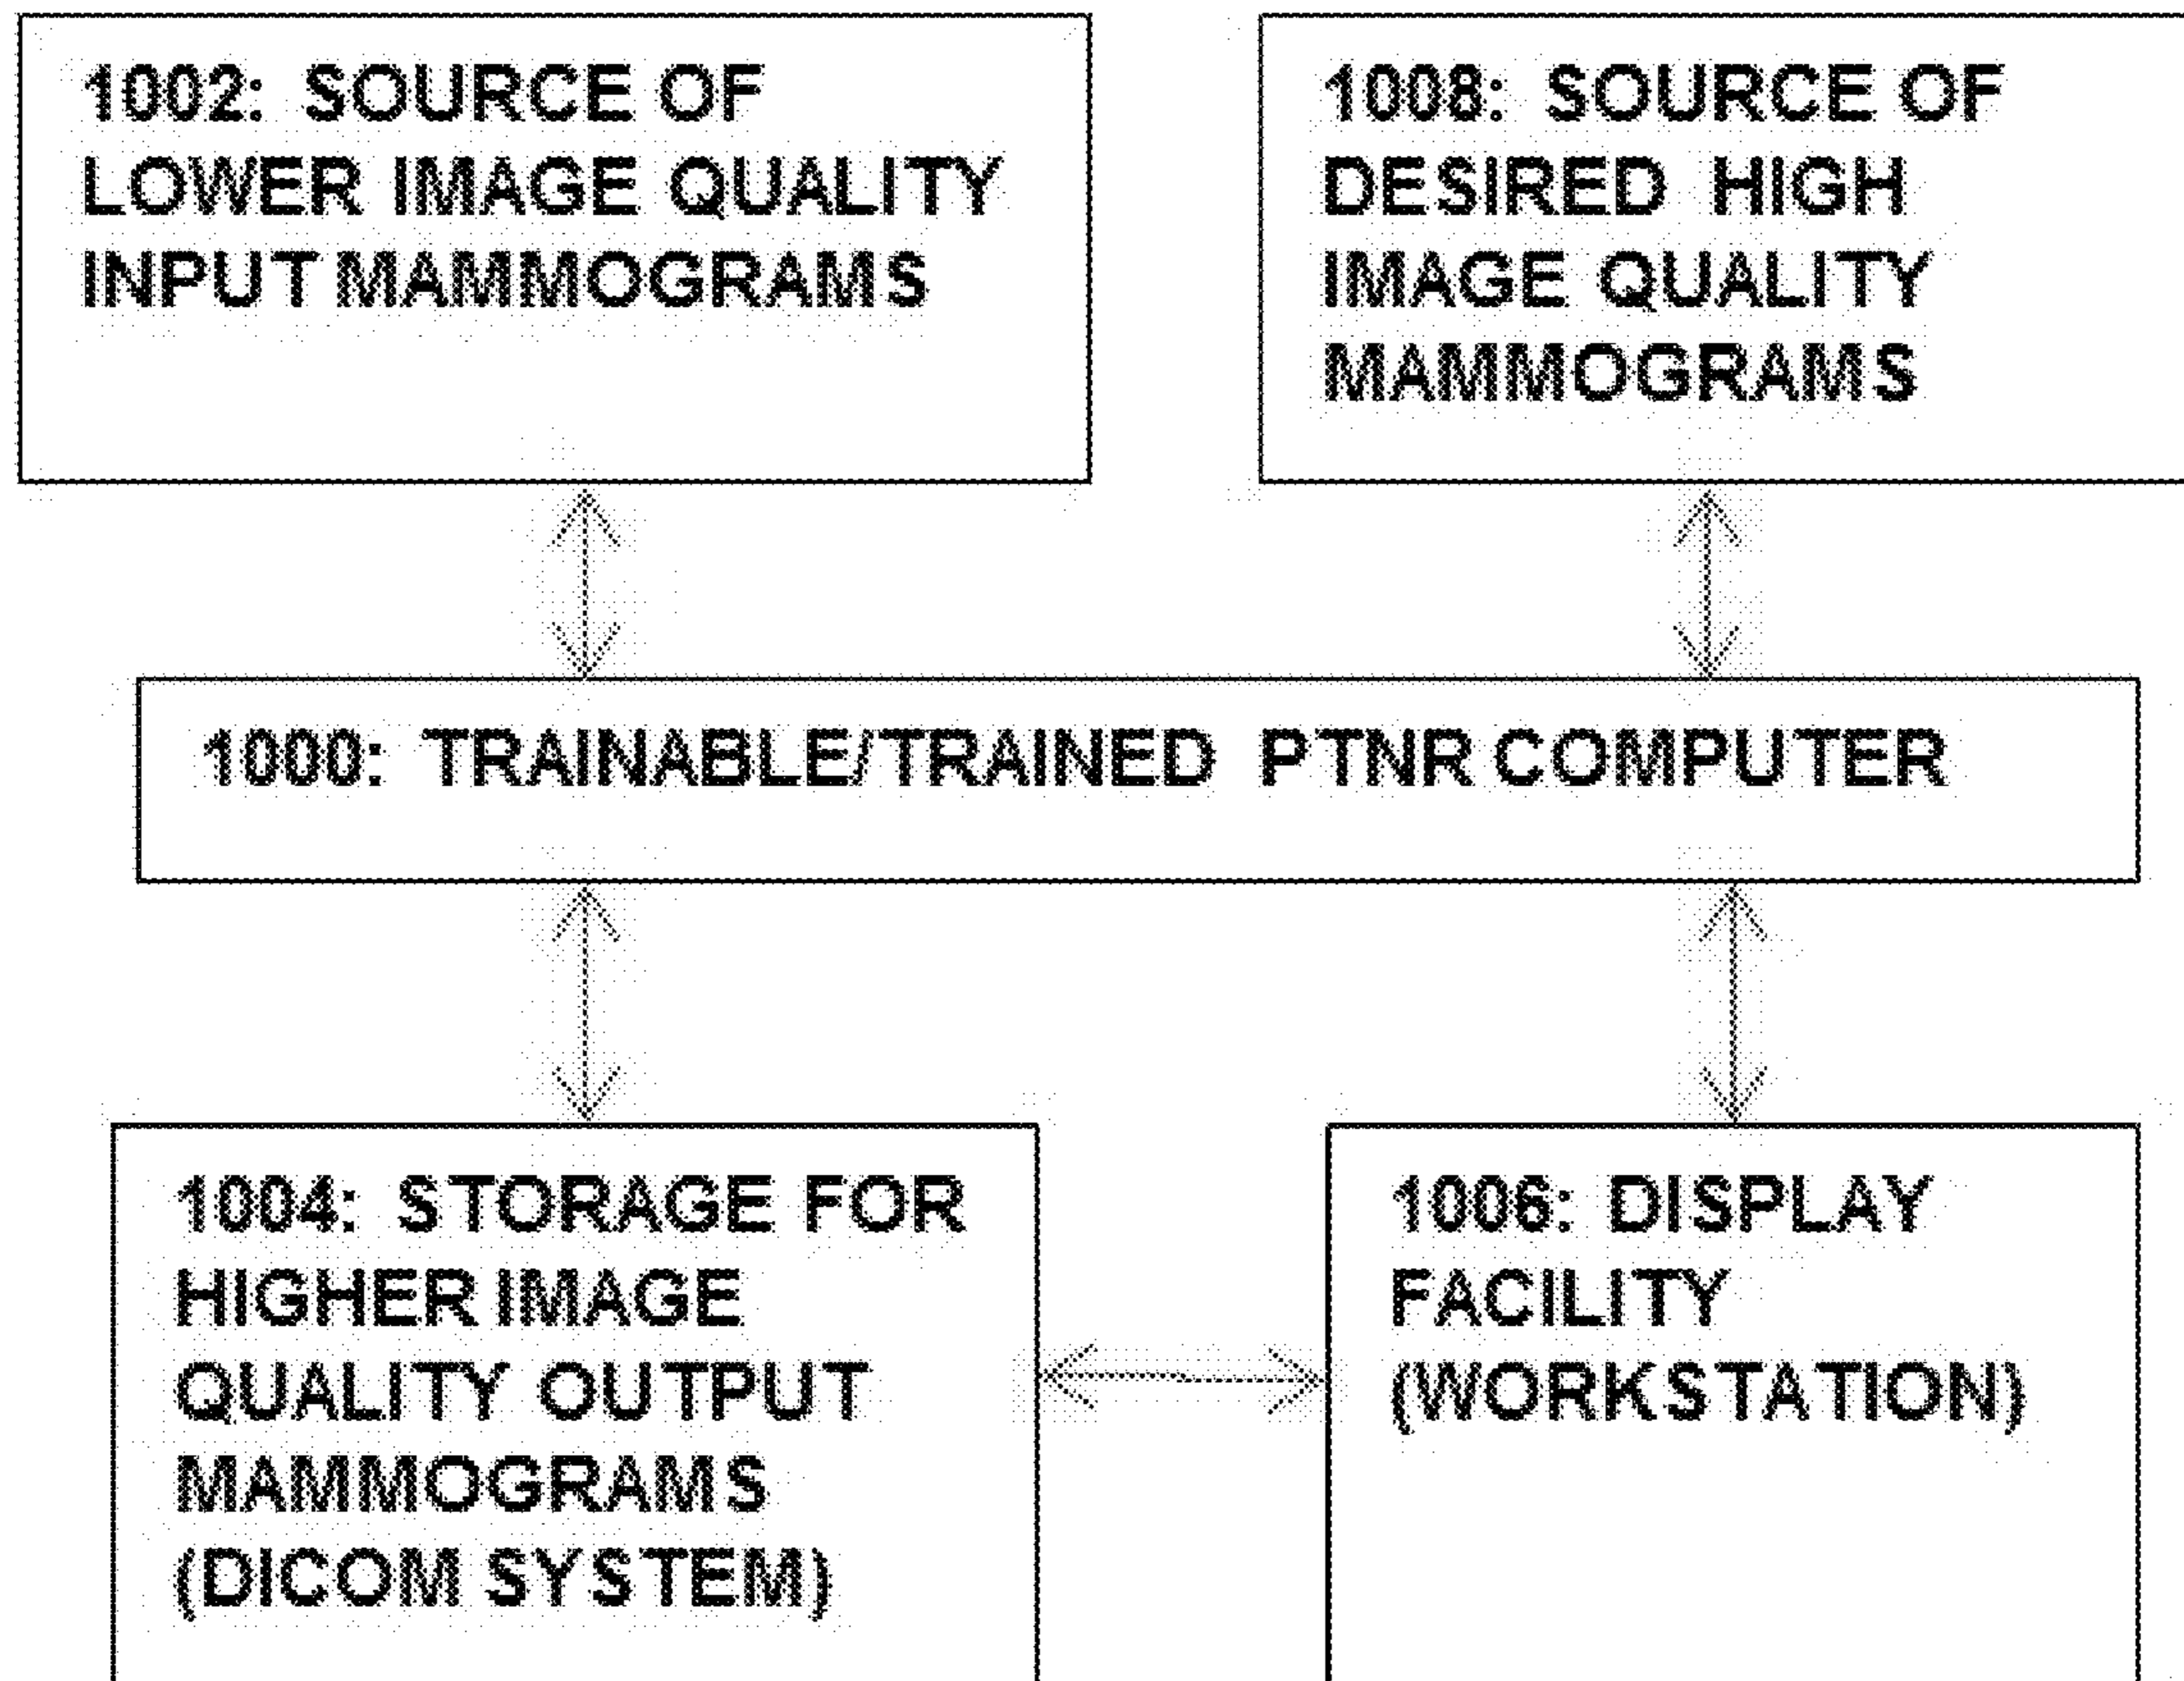 1002: SOURCE OF
LOWER IMAGE QUALITY
INPUT MAMMOGRAMS
1008: SOURCE OF
DESIRED HIGH
IMAGE QUALITY
MAMMOGRAMS
1000: TRAINABLE/TRAINED PTNR COMPUTER
1004: STORAGE FOR
HIGHER IMAGE
QUALITY OUTPUT
MAMMOGRAMS
(DICOM SYSTEM)
1006: DISPLAY
FACILITY
(WORKSTATION)